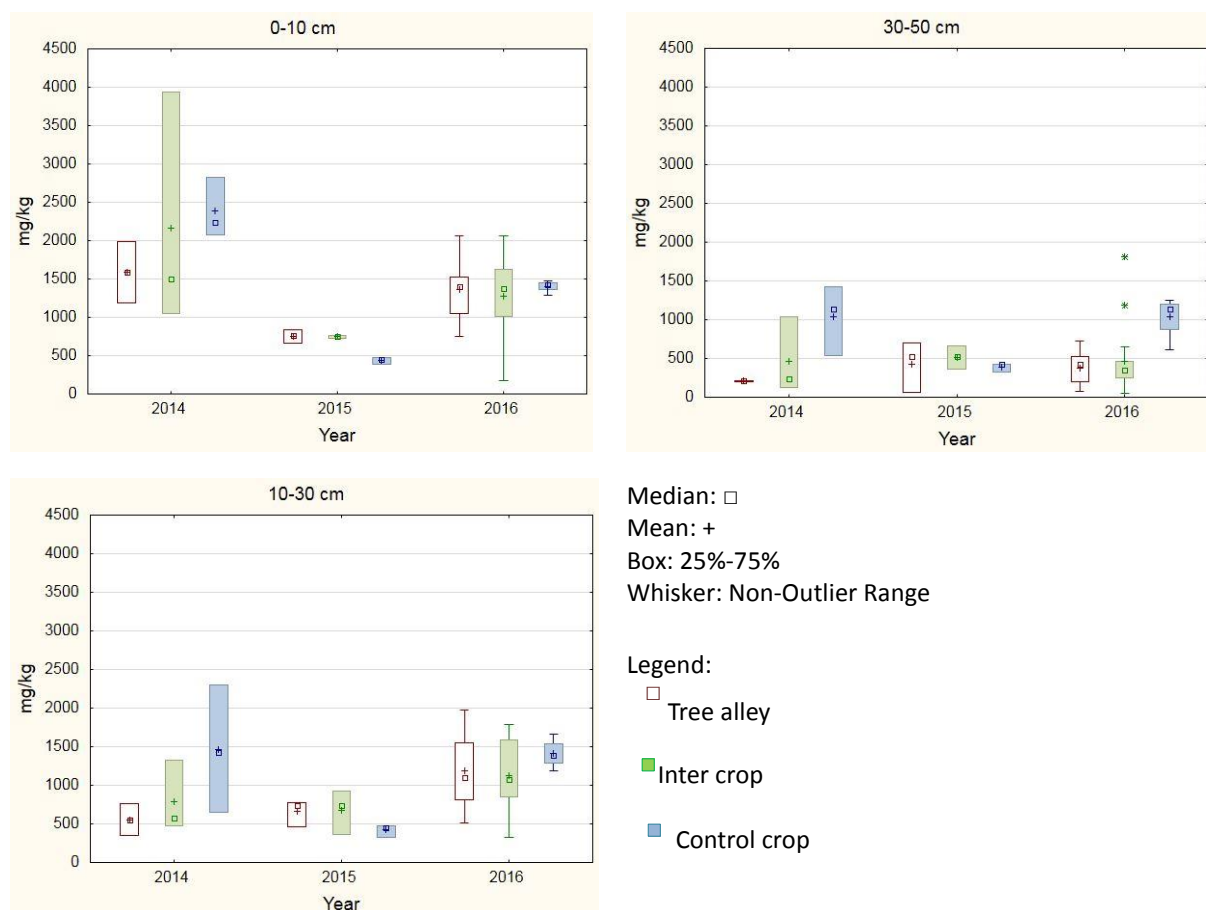 0-10 cm
4500
4000
3500
3000
2500
2000
1500
1000
500
0
mg/kg
2014 2015 2016
Year
30-50 cm
4500
4000
3500
3000
2500
2000
1500
1000
500
0
mg/kg
2014 2015 2016
Year
10-30 cm
4500
4000
3500
3000
2500
2000
1500
1000
500
0
mg/kg
2014 2015 2016
Year
Median: □
Mean: +
Box: 25%-75%
Whisker: Non-Outlier Range
Legend:
Tree alley
Inter crop
Control crop